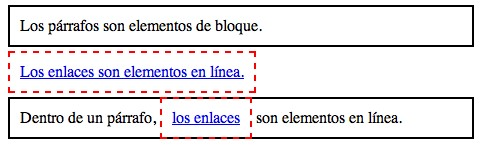 Los párrafos son elementos de bloque.
Los enlaces son elementos en línea.
Dentro de un párrafo, los enlaces son elementos en línea.